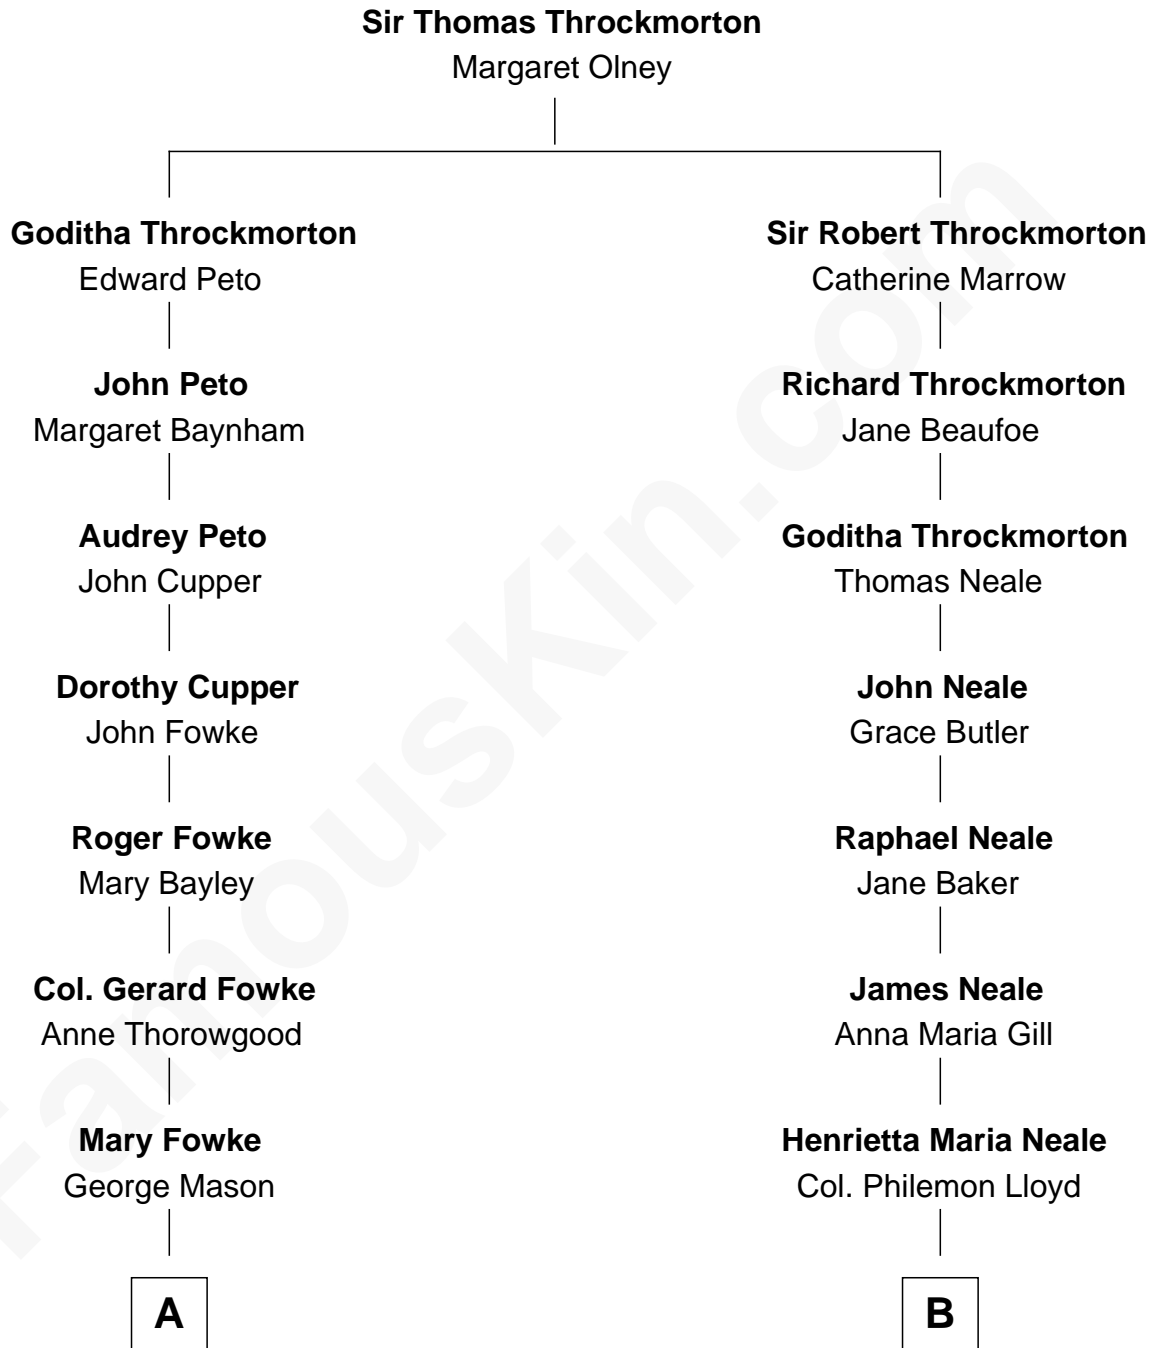 Sir Thomas Throckmorton
Margaret Olney
Goditha Throckmorton
Edward Peto
John Peto
Margaret Baynham
Audrey Peto
John Cupper
Dorothy Cupper
John Fowke
Roger Fowke
Mary Bayley
Col. Gerard Fowke
Anne Thorowgood
Mary Fowke
George Mason
A
Sir Robert Throckmorton
Catherine Marrow
Richard Throckmorton
Jane Beaufoe
Goditha Throckmorton
Thomas Neale
John Neale
Grace Butler
Raphael Neale
Jane Baker
James Neale
Anna Maria Gill
Henrietta Maria Neale
Col. Philemon Lloyd
B
FamousKin.com